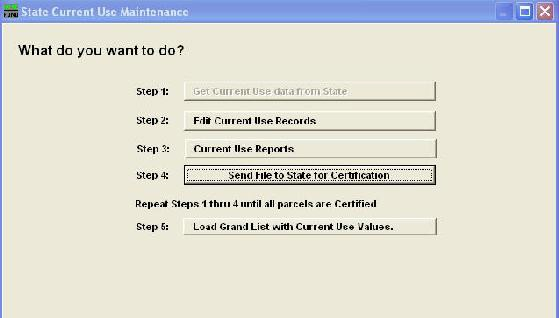 State Current Use Maintenance
What do you want to do?
Step 1: Get Current Use data from State
Step 2: Edit Current Use Records
Step 3: Current Use Reports
Step 4: Send File to State for Certification
Repeat Steps 1 thru 4 until all parcels are Certified
Step 5: Load Grand List with Current Use Values.